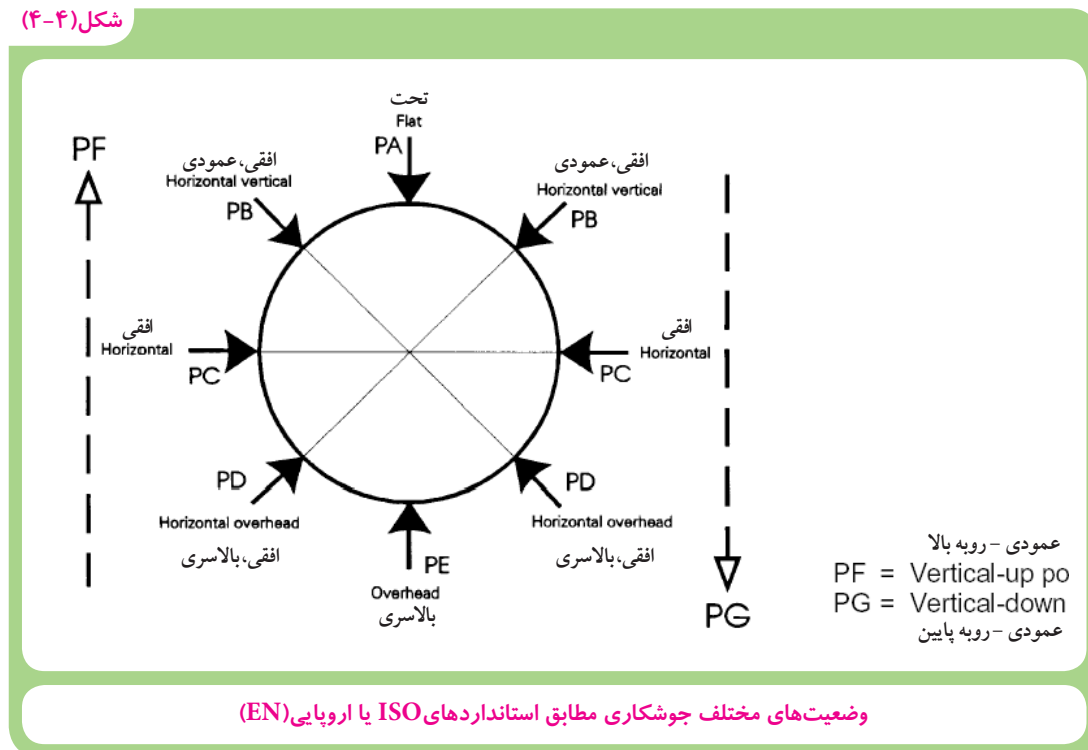 شکل(۴-۴)
تحت
Flat
PA
PF
افقی،عمودی
Horizontal vertical
PB
افقی،عمودی
Horizontal vertical
PB
افقی
Horizontal
PC
افقی
Horizontal
PC
PD
Horizontal overhead
افقی،بالاسری
PD
Horizontal overhead
افقی،بالاسری
PE
Overhead
بالاسری
PG
عمودی – روبه بالا
PF = Vertical-up po
PG = Vertical-down
عمودی – روبه پایین
وضعیت‌های مختلف جوشکاری مطابق استانداردهای ISO یا اروپایی(EN)